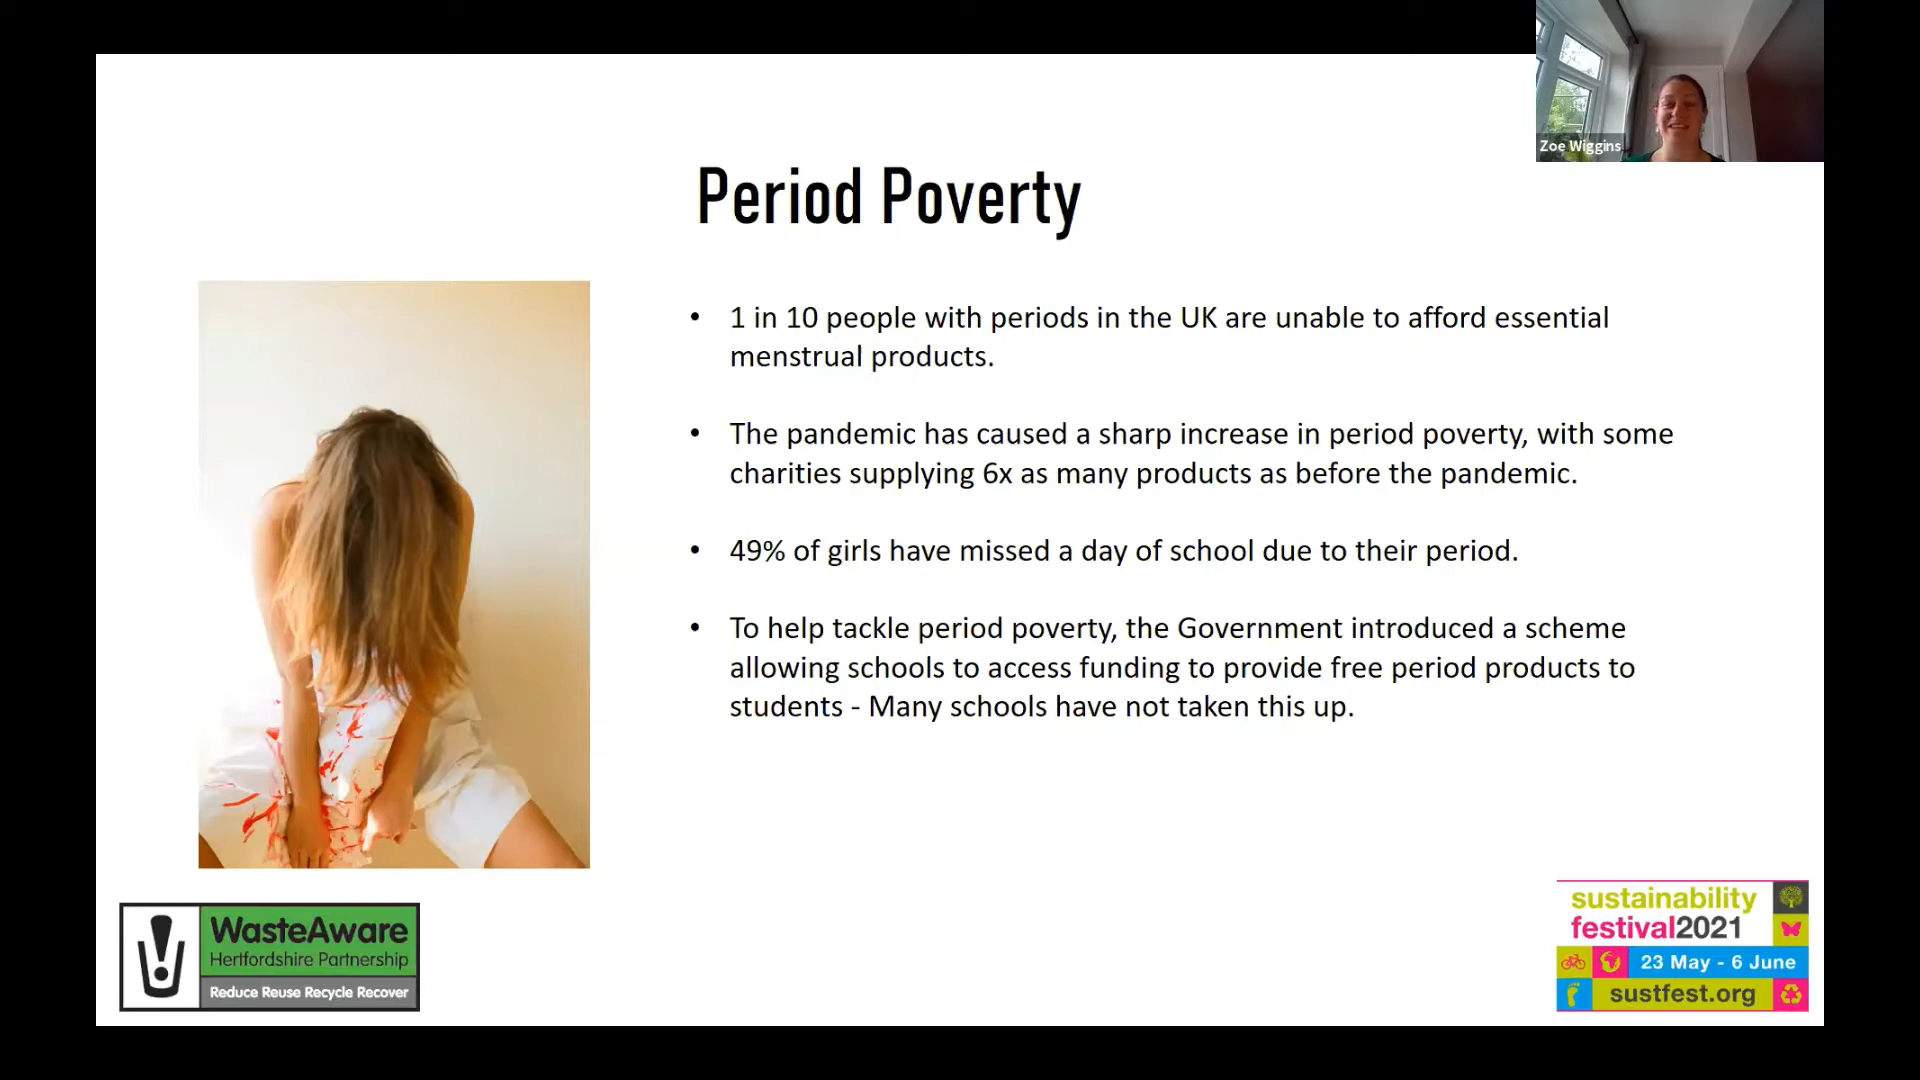 Zoe Wiggins
Period Poverty
• 1 in 10 people with periods in the UK are unable to afford essential
menstrual products.
• The pandemic has caused a sharp increase in period poverty, with some
charities supplying 6x as many products as before the pandemic.
• 49% of girls have missed a day of school due to their period.
• To help tackle period poverty, the Government introduced a scheme
allowing schools to access funding to provide free period products to
students - Many schools have not taken this up.
WasteAware
Hertfordshire Partnership
Reduce Reuse Recycle Recover
sustainability
festival2021
23 May - 6 June
sustfest.org